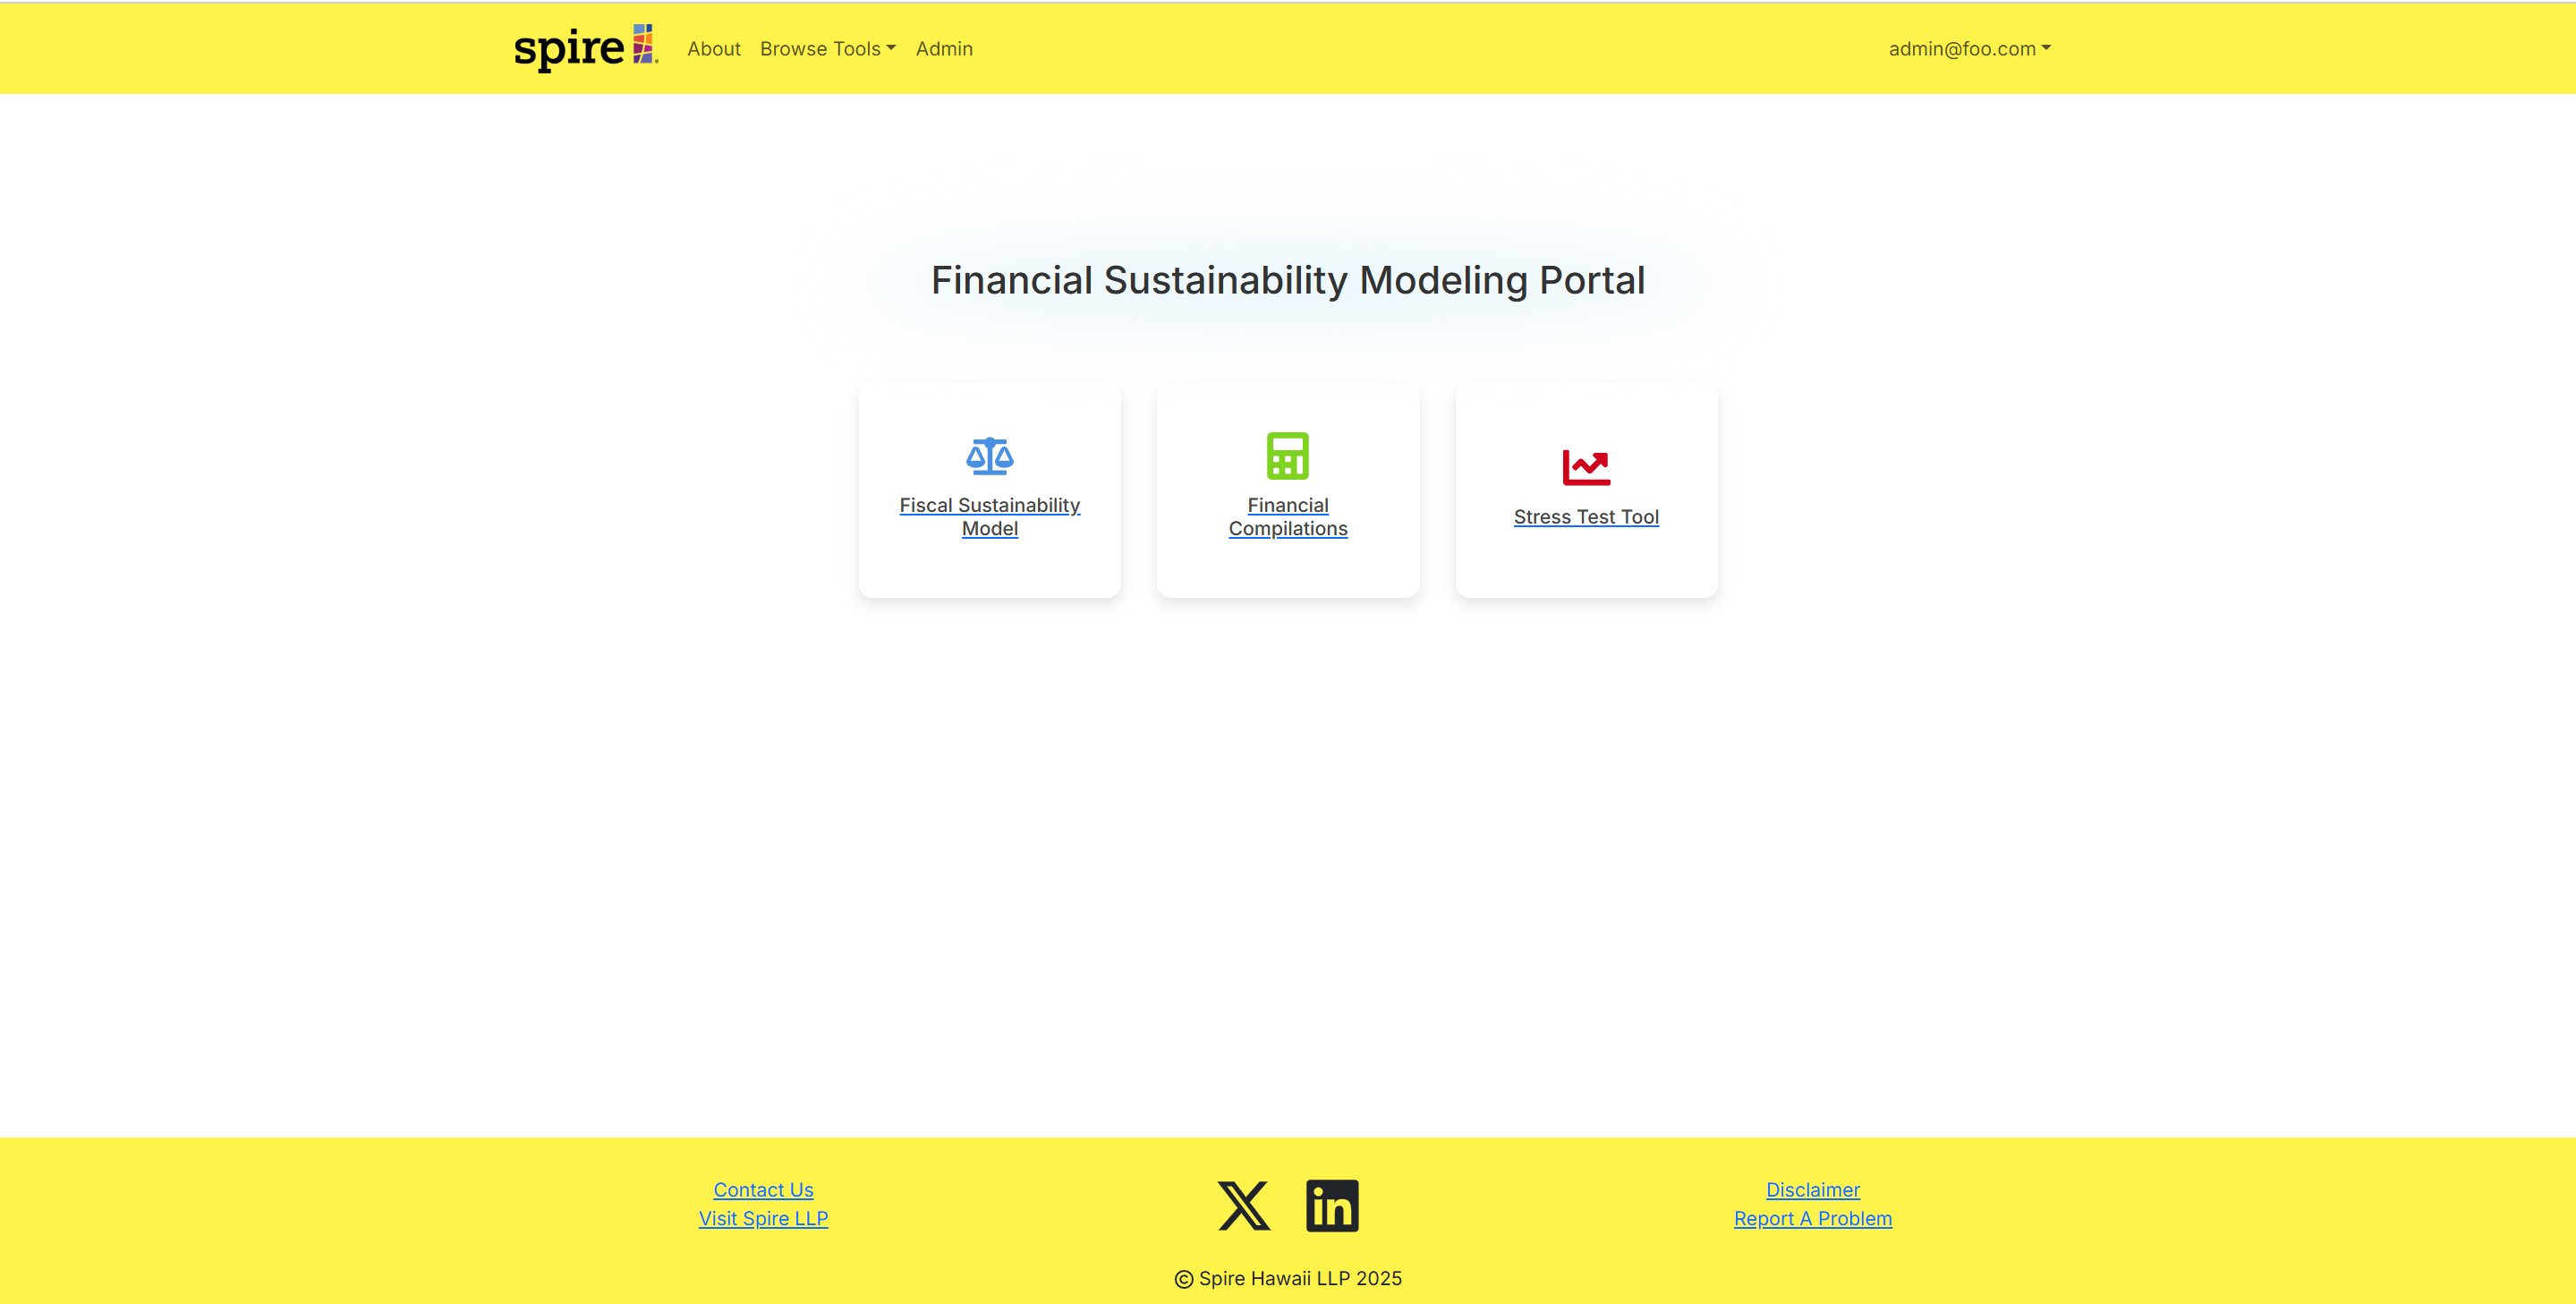 spire
About Browse Tools Admin
admin@foo.com
Financial Sustainability Modeling Portal
Fiscal Sustainability
Model
Financial
Compilations
Stress Test Tool
Contact Us
Visit Spire LLP
in
Disclaimer
Report A Problem
© Spire Hawaii LLP 2025